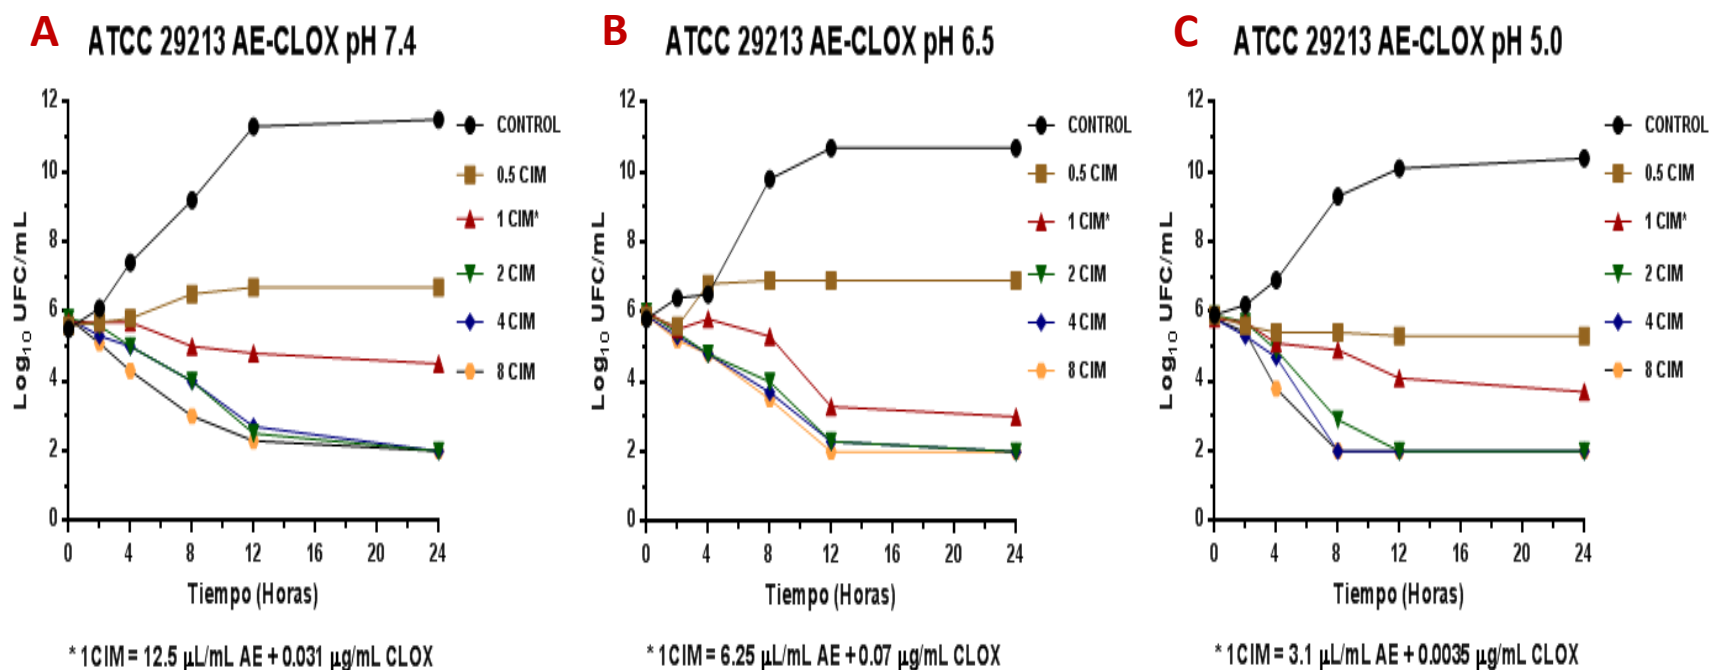 A
ATCC 29213 AE-CLOX pH 7.4
12
10
8
6
4
2
0
Log10 UFC/mL
0 4 8 12 16 20 24
Tiempo (Horas)
CONTROL
0.5 CIM
1 CIM*
2 CIM
4 CIM
8 CIM
* 1CIM = 12.5 µL/mL AE + 0.031 µg/mL CLOX
B
ATCC 29213 AE-CLOX pH 6.5
12
10
8
6
4
2
0
Log10 UFC/mL
0 4 8 12 16 20 24
Tiempo (Horas)
CONTROL
0.5 CIM
1 CIM*
2 CIM
4 CIM
8 CIM
* 1CIM = 6.25 µL/mL AE + 0.07 µg/mL CLOX
C
ATCC 29213 AE-CLOX pH 5.0
12
10
8
6
4
2
0
Log10 UFC/mL
0 4 8 12 16 20 24
Tiempo (Horas)
CONTROL
0.5 CIM
1 CIM*
2 CIM
4 CIM
8 CIM
* 1CIM = 3.1 µL/mL AE + 0.0035 µg/mL CLOX